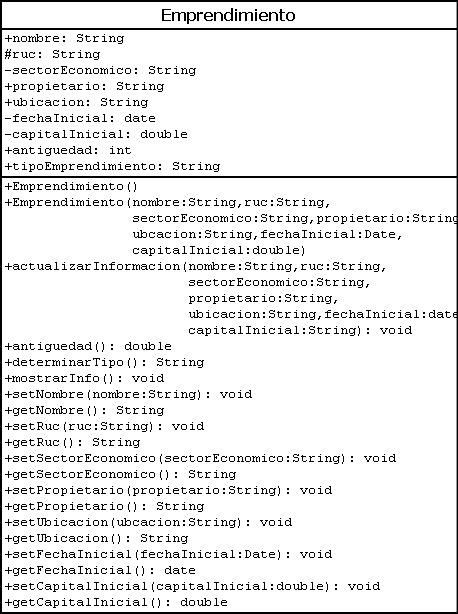 Emprendimiento
+nombre: String
#ruc: String
-sectorEconomico: String
+propietario: String
+ubicacion: String
-fechaInicial: date
-capitalInicial: double
+antiguedad: int
+tipoEmprendimiento: String
+Emprendimiento()
+Emprendimiento(nombre:String,ruc:String,
sectorEconomico:String,propietario:String
ubcacion:String,fechaInicial:Date,
capitalInicial:double)
+actualizarInformacion(nombre:String,ruc:String,
sectorEconomico:String,
propietario:String,
ubicacion:String,fechaInicial:date
capitalInicial:String): void
+antiguedad(): double
+determinarTipo(): String
+mostrarInfo(): void
+setNombre(nombre:String): void
+getNombre(): String
+setRuc(ruc:String): void
+getRuc(): String
+setSectorEconomico(sectorEconomico:String): void
+getSectorEconomico(): String
+setPropietario(propietario:String): void
+getPropietario(): String
+setUbicacion(ubcacion:String): void
+getUbicacion(): String
+setFechaInicial(fechaInicial:Date): void
+getFechaInicial(): date
+setCapitalInicial(capitalInicial:double): void
+getCapitalInicial(): double